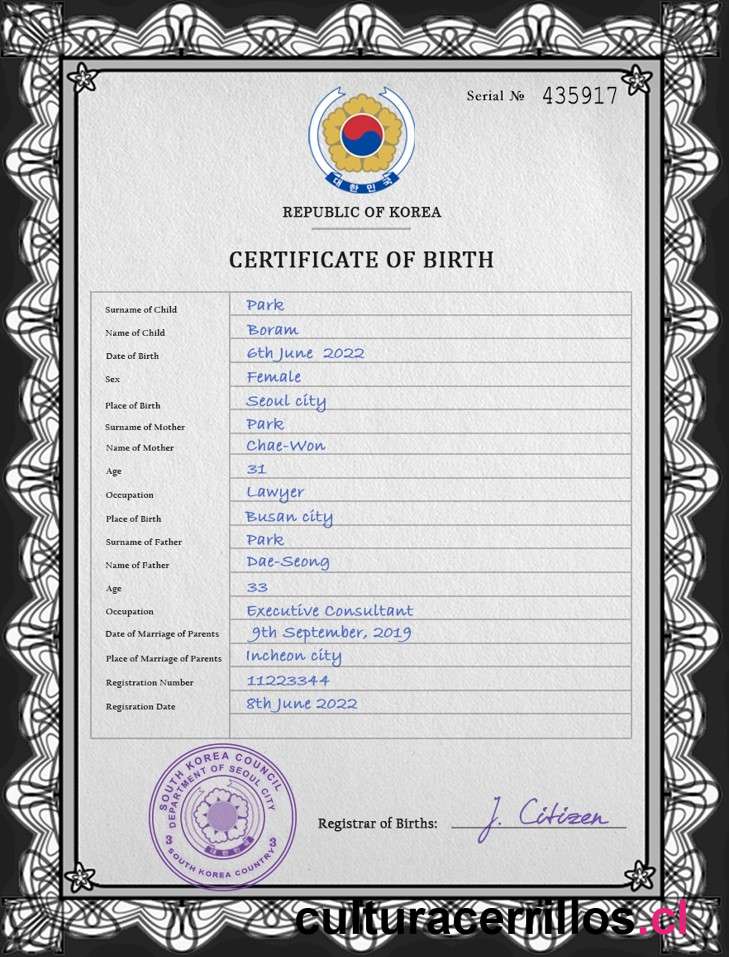 Serial № 435917
대한민국
REPUBLIC OF KOREA
CERTIFICATE OF BIRTH
Surname of Child Park
Name of Child Boram
Date of Birth 6th June 2022
Sex Female
Place of Birth Seoul city
Surname of Mother Park
Name of Mother Chae-Won
Age 31
Occupation Lawyer
Place of Birth Busan city
Surname of Father Park
Name of Father Dae-Seong
Age 33
Occupation Executive Consultant
Date of Marriage of Parents 9th September, 2019
Place of Marriage of Parents Incheon city
Registration Number 11223344
Regisration Date 8th June 2022
SOUTH KOREA COUNCIL
DEPARTMENT OF SEOUL CITY
3 3
SOUTH KOREA COUNTRY
Registrar of Births: J. Citizen
culturacerrillos.cl